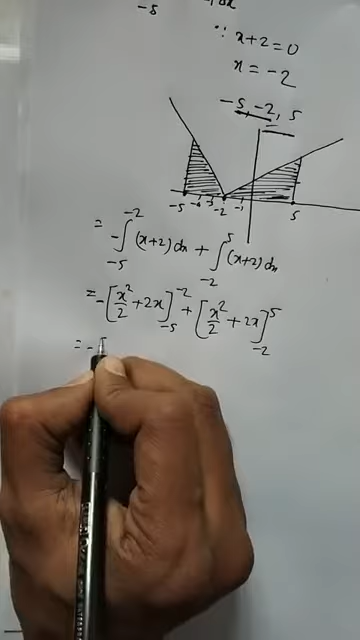 -5
∵ x+2=0
x = -2
-5, -2, 5
-5 -4 -3 -2 -1 5
= -∫_{-5}^{-2} (x+2) dx + ∫_{-2}^{5} (x+2) dx
= -[x²/2 + 2x]_{-5}^{-2} + [x²/2 + 2x]_{-2}^{5}
= -[